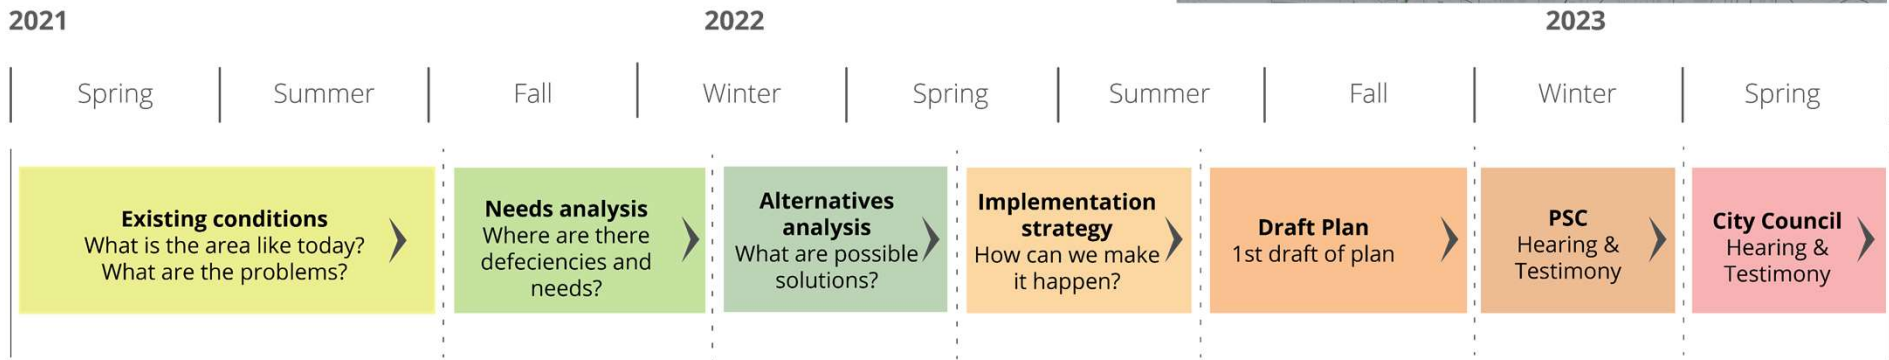 2021
2022
2023
Spring
Summer
Fall
Winter
Spring
Summer
Fall
Winter
Spring
Existing conditions
What is the area like today?
What are the problems?
Needs analysis
Where are there
defeciencies and
needs?
Alternatives
analysis
What are possible
solutions?
Implementation
strategy
How can we make
it happen?
Draft Plan
1st draft of plan
PSC
Hearing &
Testimony
City Council
Hearing &
Testimony